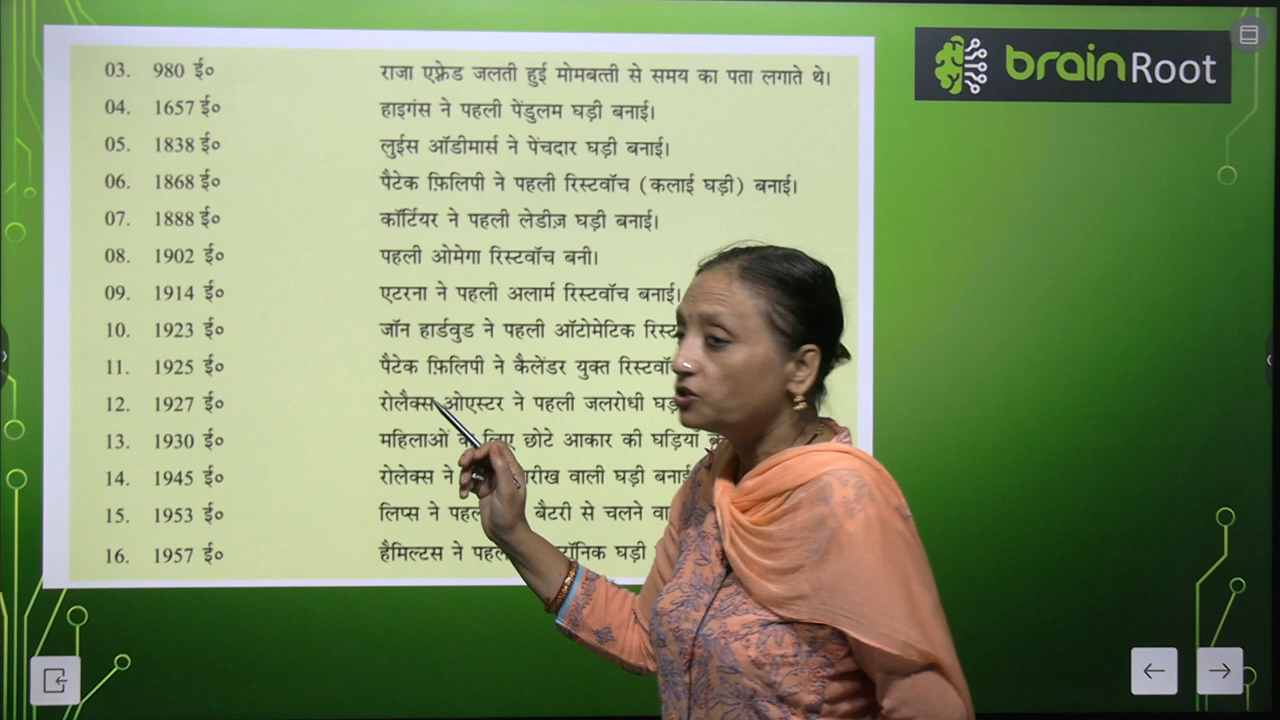 03. 980 ई० राजा एफ़्रेड जलती हुई मोमबत्ती से समय का पता लगाते थे।
04. 1657 ई० हाइगंस ने पहली पेंडुलम घड़ी बनाई।
05. 1838 ई० लुईस ऑडीमार्स ने पेंचदार घड़ी बनाई।
06. 1868 ई० पैटेक फ़िलिपी ने पहली रिस्टवॉच (कलाई घड़ी) बनाई।
07. 1888 ई० कॉर्टियर ने पहली लेडीज़ घड़ी बनाई।
08. 1902 ई० पहली ओमेगा रिस्टवॉच बनी।
09. 1914 ई० एटरना ने पहली अलार्म रिस्टवॉच बनाई।
10. 1923 ई० जॉन हार्डवुड ने पहली ऑटोमेटिक
11. 1925 ई० पैटेक फ़िलिपी ने कैलेंडर युक्त
12. 1927 ई० रोलैक्स ओएस्टर ने पहली जलरोधी
13. 1930 ई० महिलाओं के लिए छोटे आकार की घड़ियाँ
14. 1945 ई० रोलेक्स ने वाली घड़ी बनाई
15. 1953 ई० लिप्स ने बैटरी से चलने
16. 1957 ई० हैमिल्टस ने घड़ी
brain Root